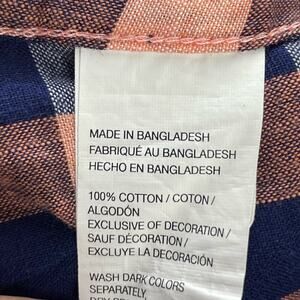 MADE IN BANGLADESH
FABRIQUÉ AU BANGLADESH
HECHO EN BANGLADESH
100% COTTON / COTON /
ALGODÓN
EXCLUSIVE OF DECORATION /
SAUF DÉCORATION /
EXCLUYE LA DECORACIÓN
WASH DARK COLORS
SEPARATELY,